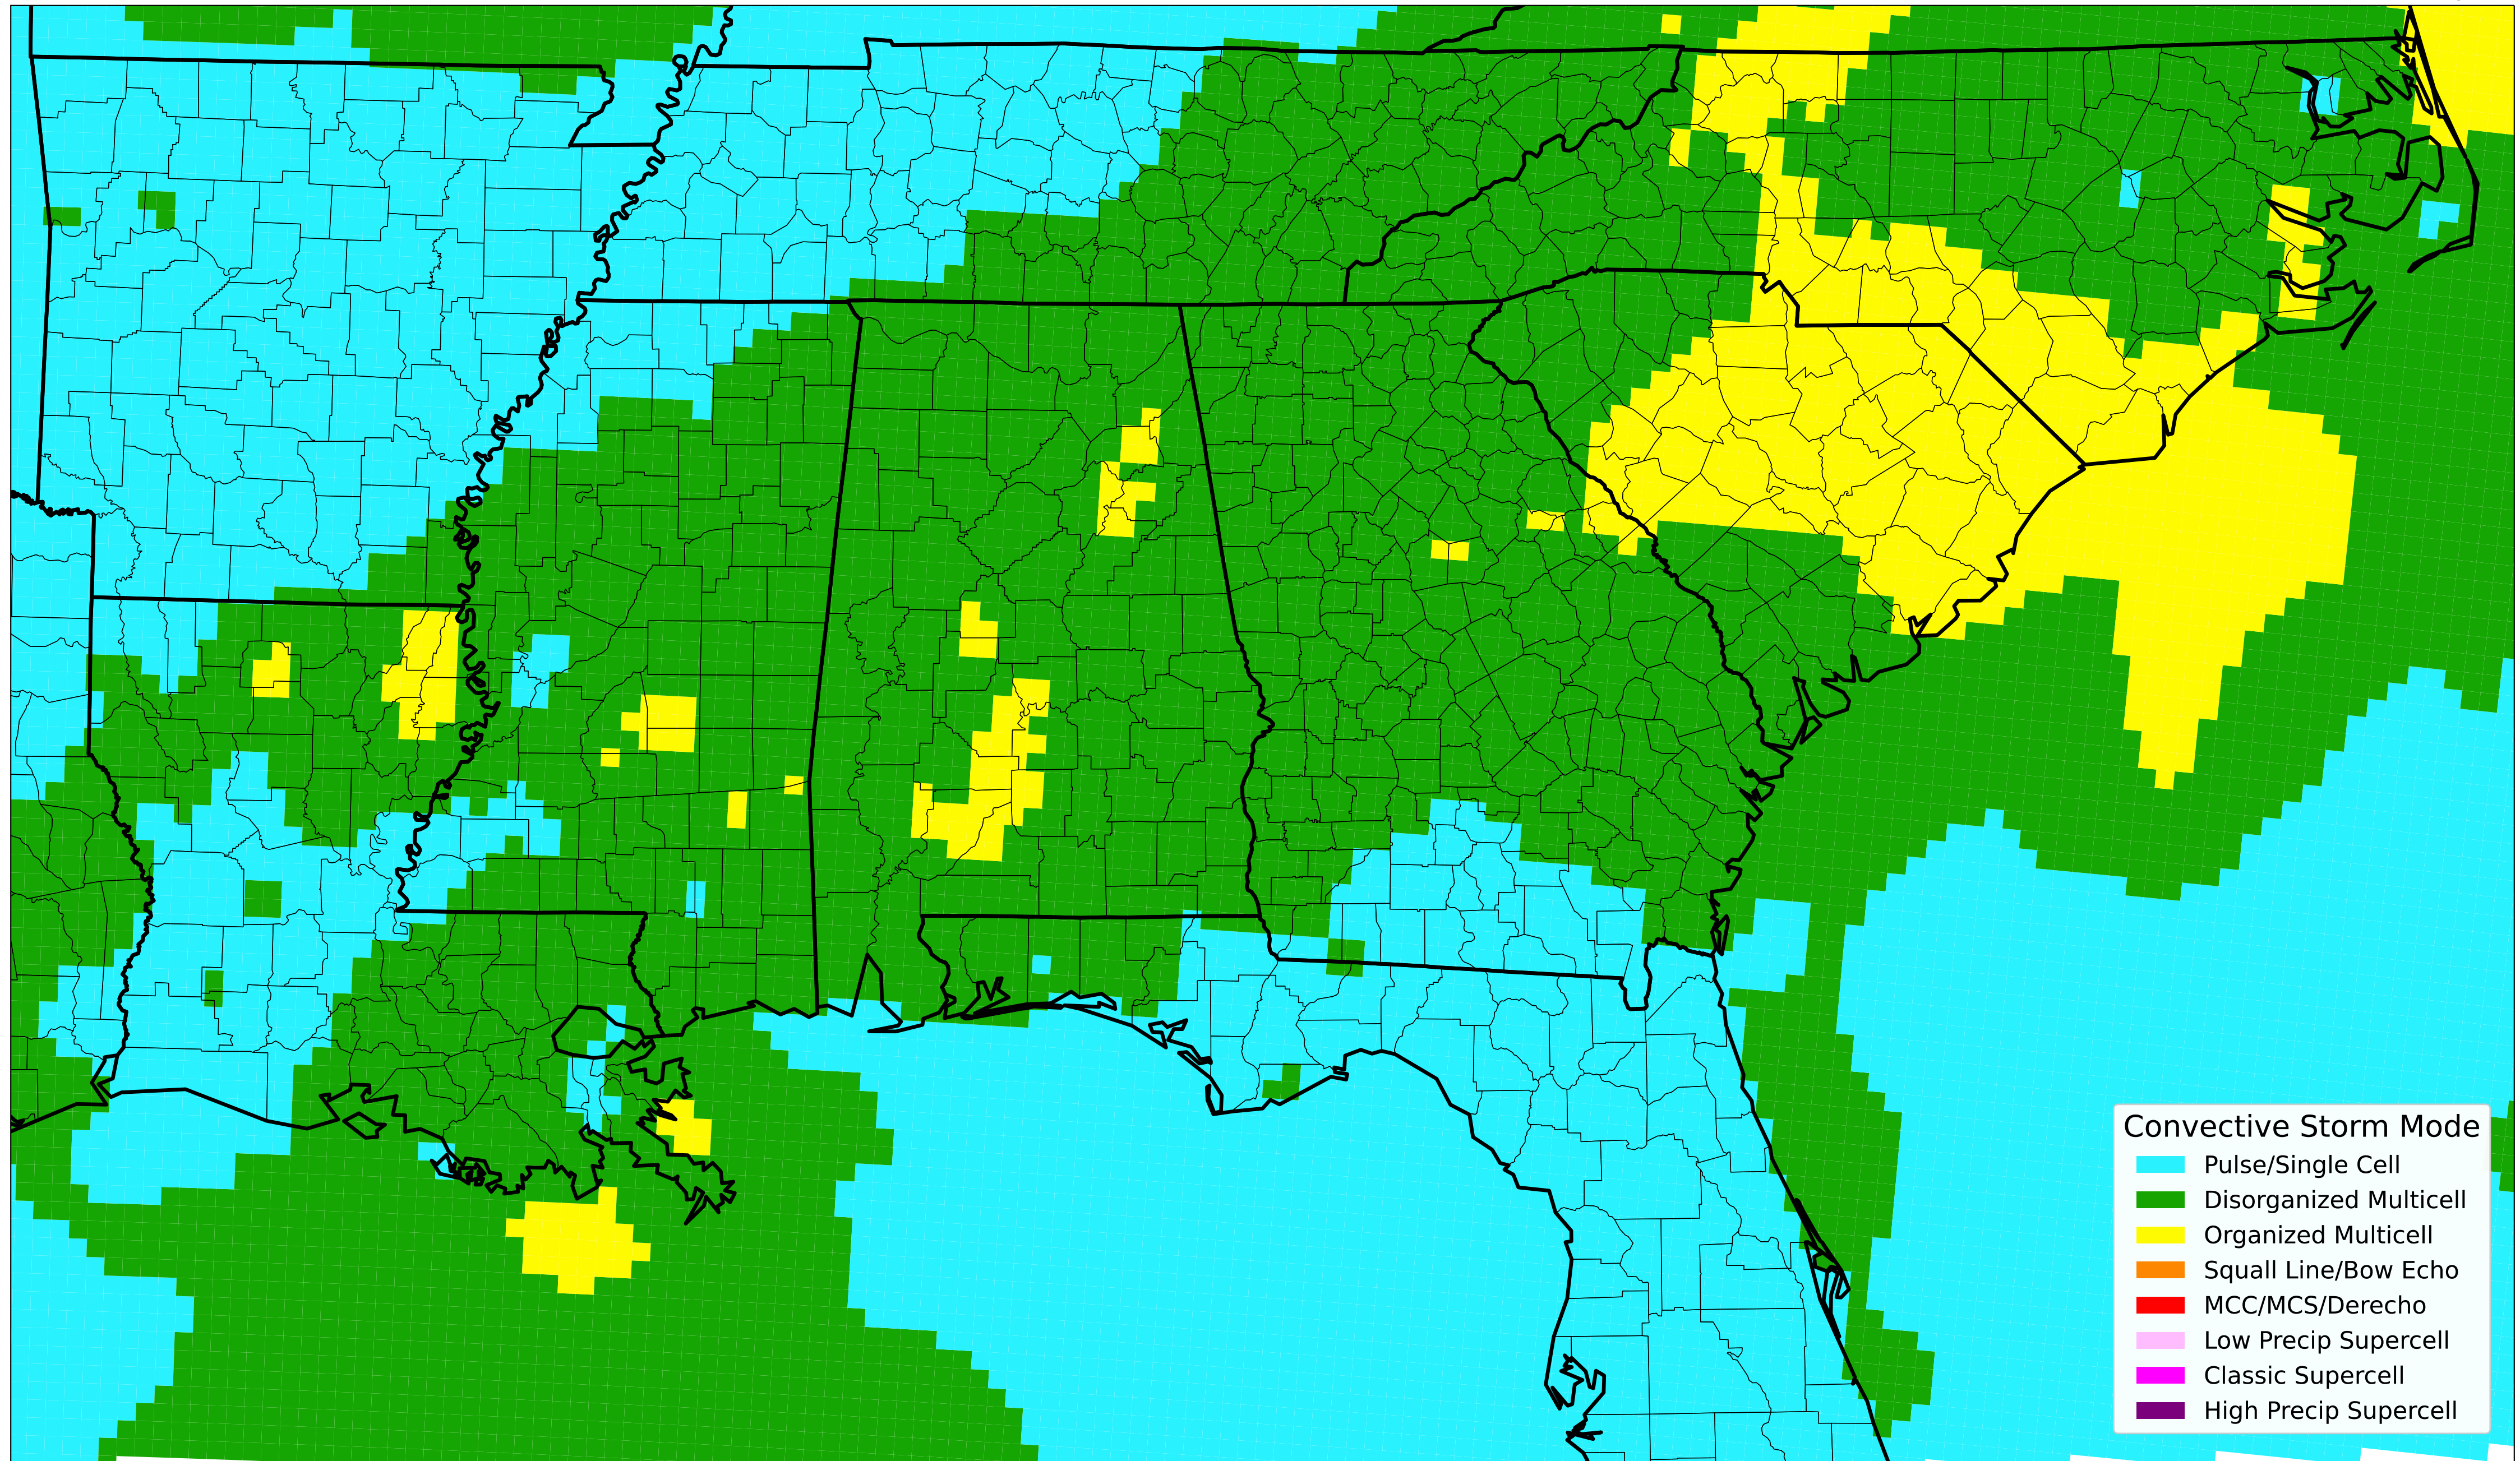 Convective Storm Mode
Pulse/Single Cell
Disorganized Multicell
Organized Multicell
Squall Line/Bow Echo
MCC/MCS/Derecho
Low Precip Supercell
Classic Supercell
High Precip Supercell